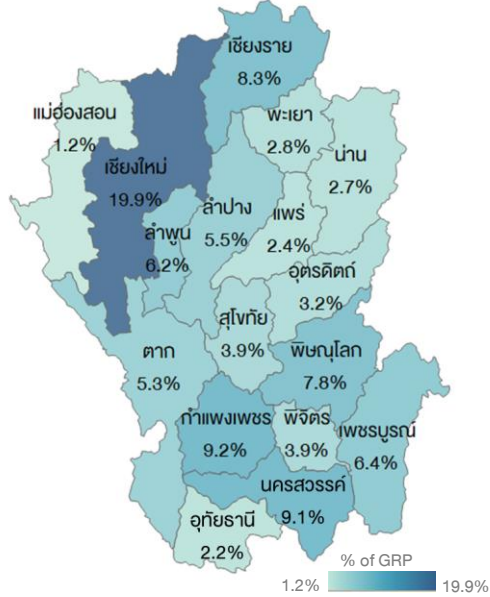 เชียงราย
8.3%
แม่ฮ่องสอน
1.2%
พะเยา
2.8%
น่าน
2.7%
เชียงใหม่
19.9%
ลำปาง
5.5%
แพร่
2.4%
ลำพูน
6.2%
อุตรดิตถ์
3.2%
สุโขทัย
3.9%
ตาก
5.3%
พิษณุโลก
7.8%
กำแพงเพชร
9.2%
พิจิตร
3.9%
เพชรบูรณ์
6.4%
นครสวรรค์
9.1%
อุทัยธานี
2.2%
% of GRP
1.2% 19.9%